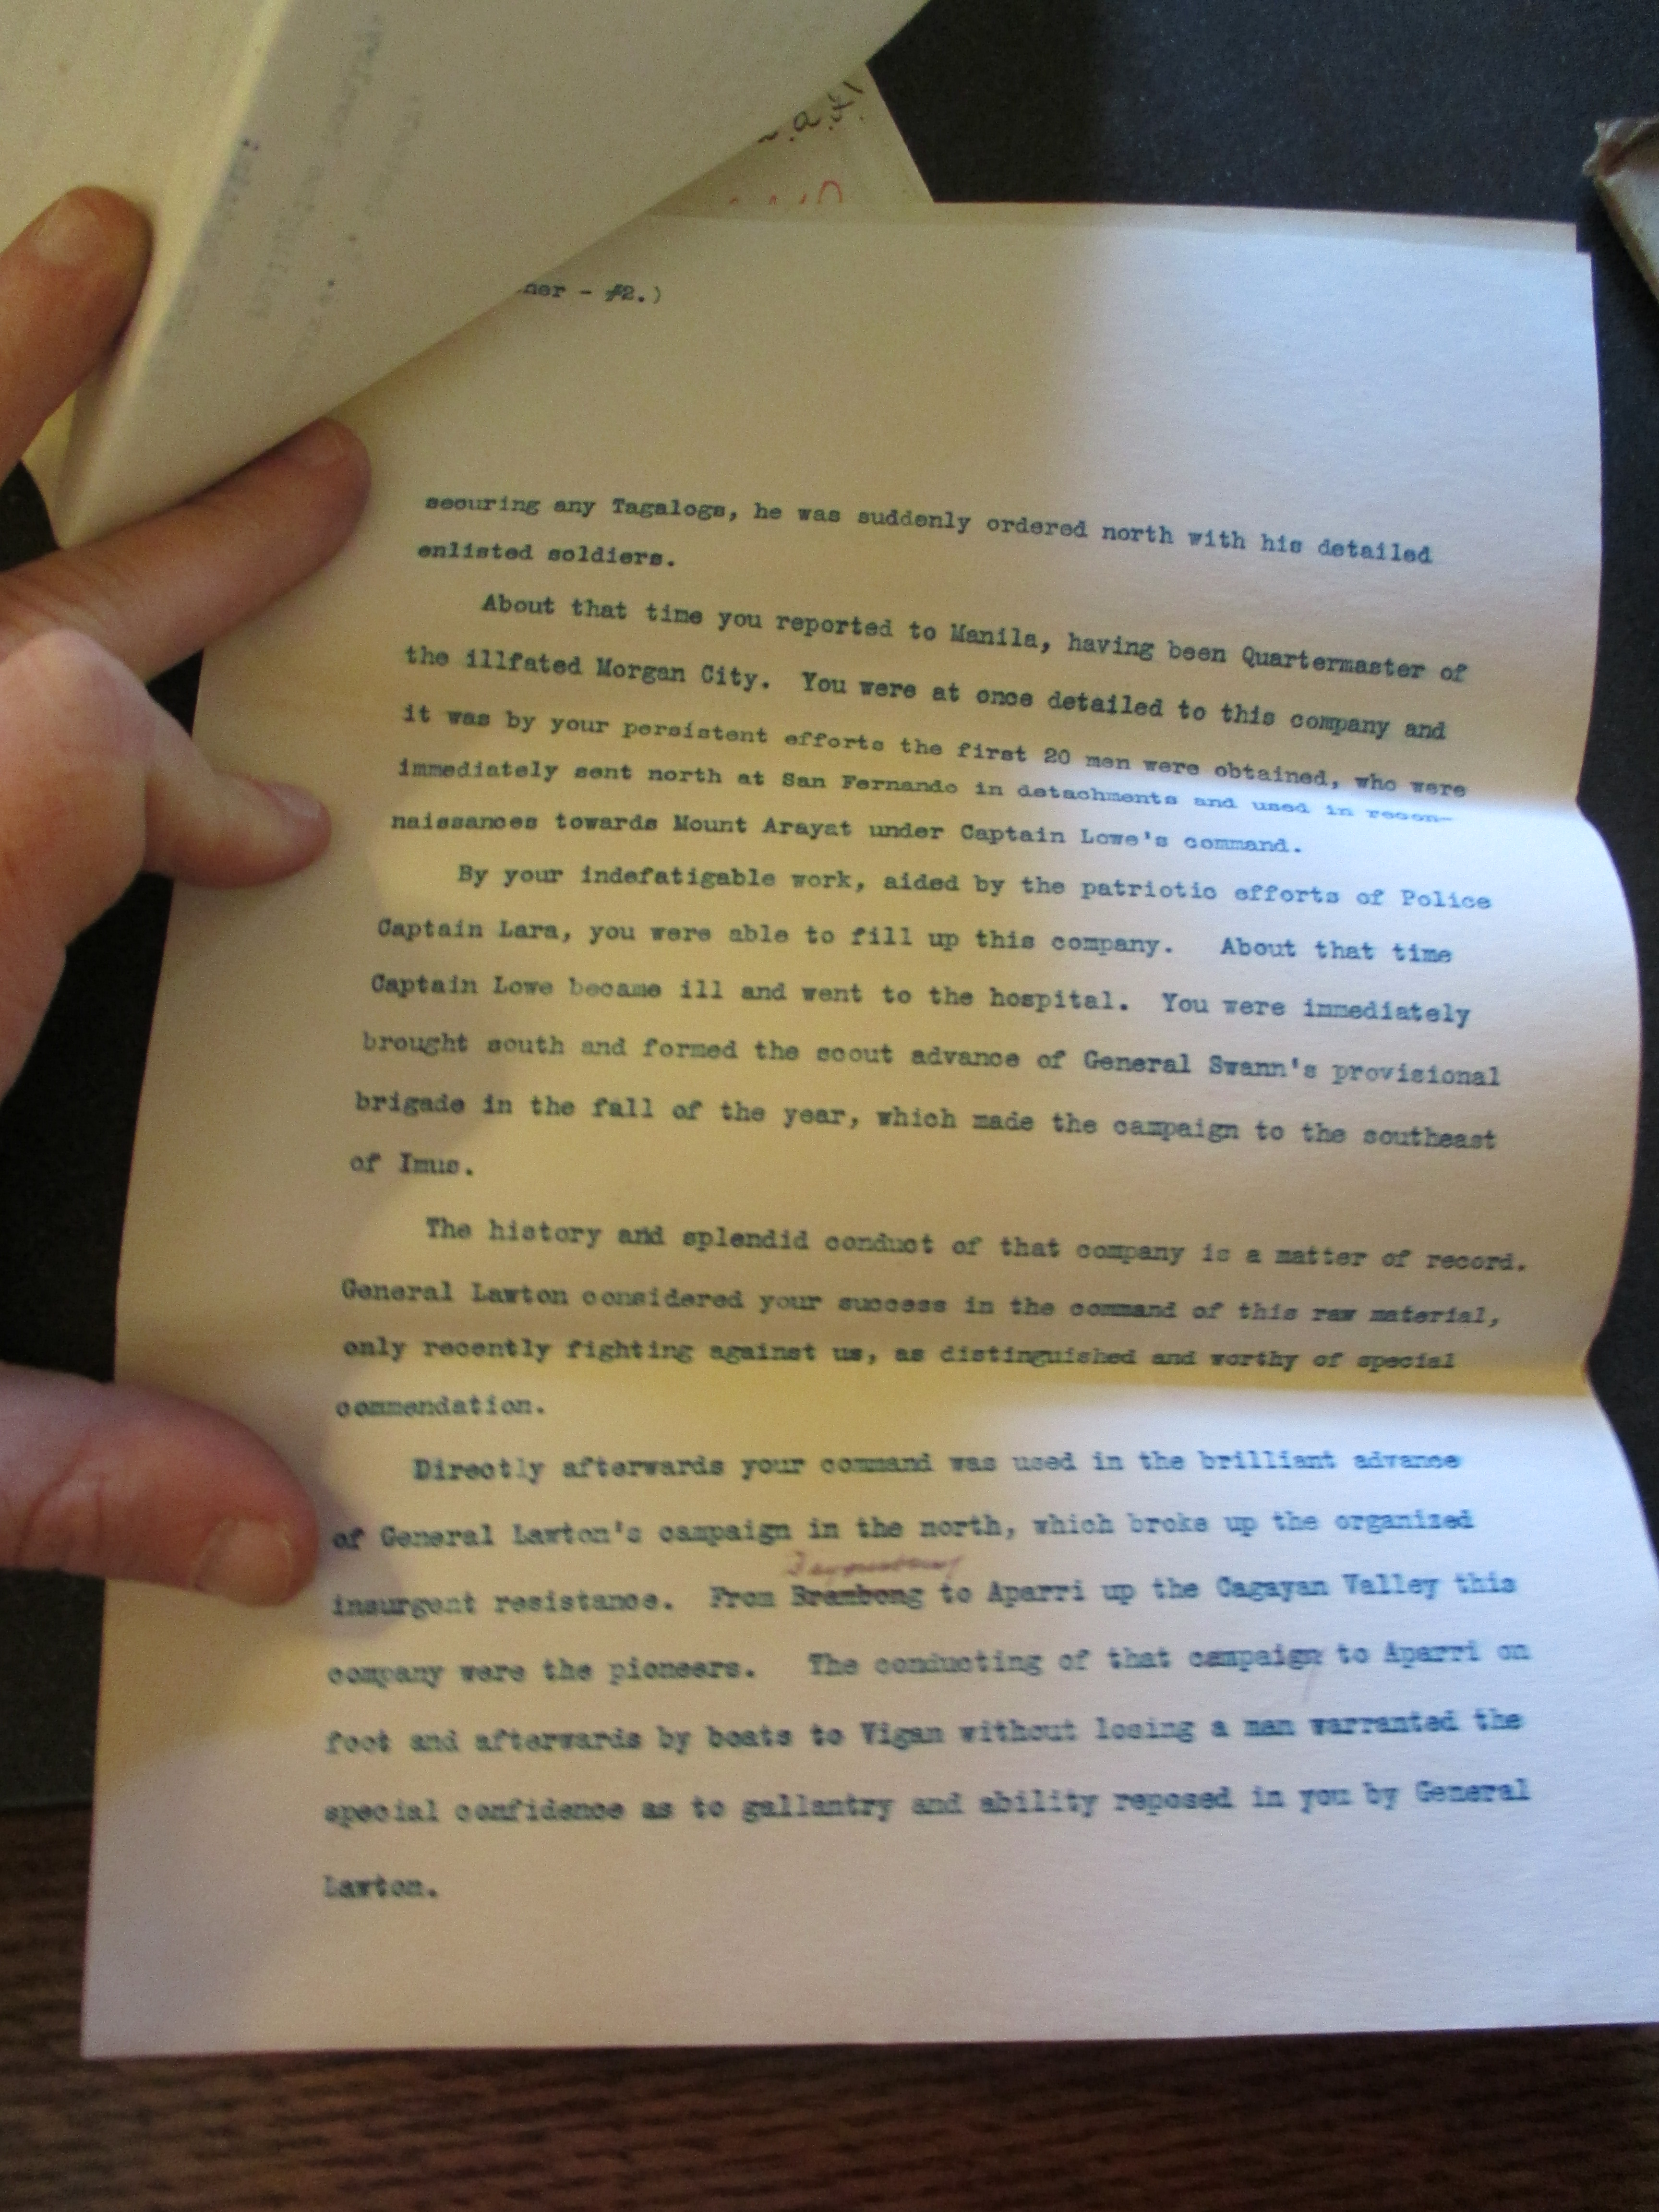 ner - #2.)
securing any Tagalogs, he was suddenly ordered north with his detailed
enlisted soldiers.
About that time you reported to Manila, having been Quartermaster of
the illfated Morgan City. You were at once detailed to this company and
it was by your persistent efforts the first 20 men were obtained, who were
immediately sent north at San Fernando in detachments and used in recon-
naissances towards Mount Arayat under Captain Lowe's command.
By your indefatigable work, aided by the patriotic efforts of Police
Captain Lara, you were able to fill up this company. About that time
Captain Lowe became ill and went to the hospital. You were immediately
brought south and formed the scout advance of General Swann's provisional
brigade in the fall of the year, which made the campaign to the southeast
of Imus.
The history and splendid conduct of that company is a matter of record.
General Lawton considered your success in the command of this raw material,
only recently fighting against us, as distinguished and worthy of special
commendation.
Directly afterwards your command was used in the brilliant advance
of General Lawton's campaign in the north, which broke up the organized
insurgent resistance. From Brambong to Aparri up the Cagayan Valley this
company were the pioneers. The conducting of that campaign to Aparri on
foot and afterwards by boats to Vigan without losing a man warranted the
special confidence as to gallantry and ability reposed in you by General
Lawton.